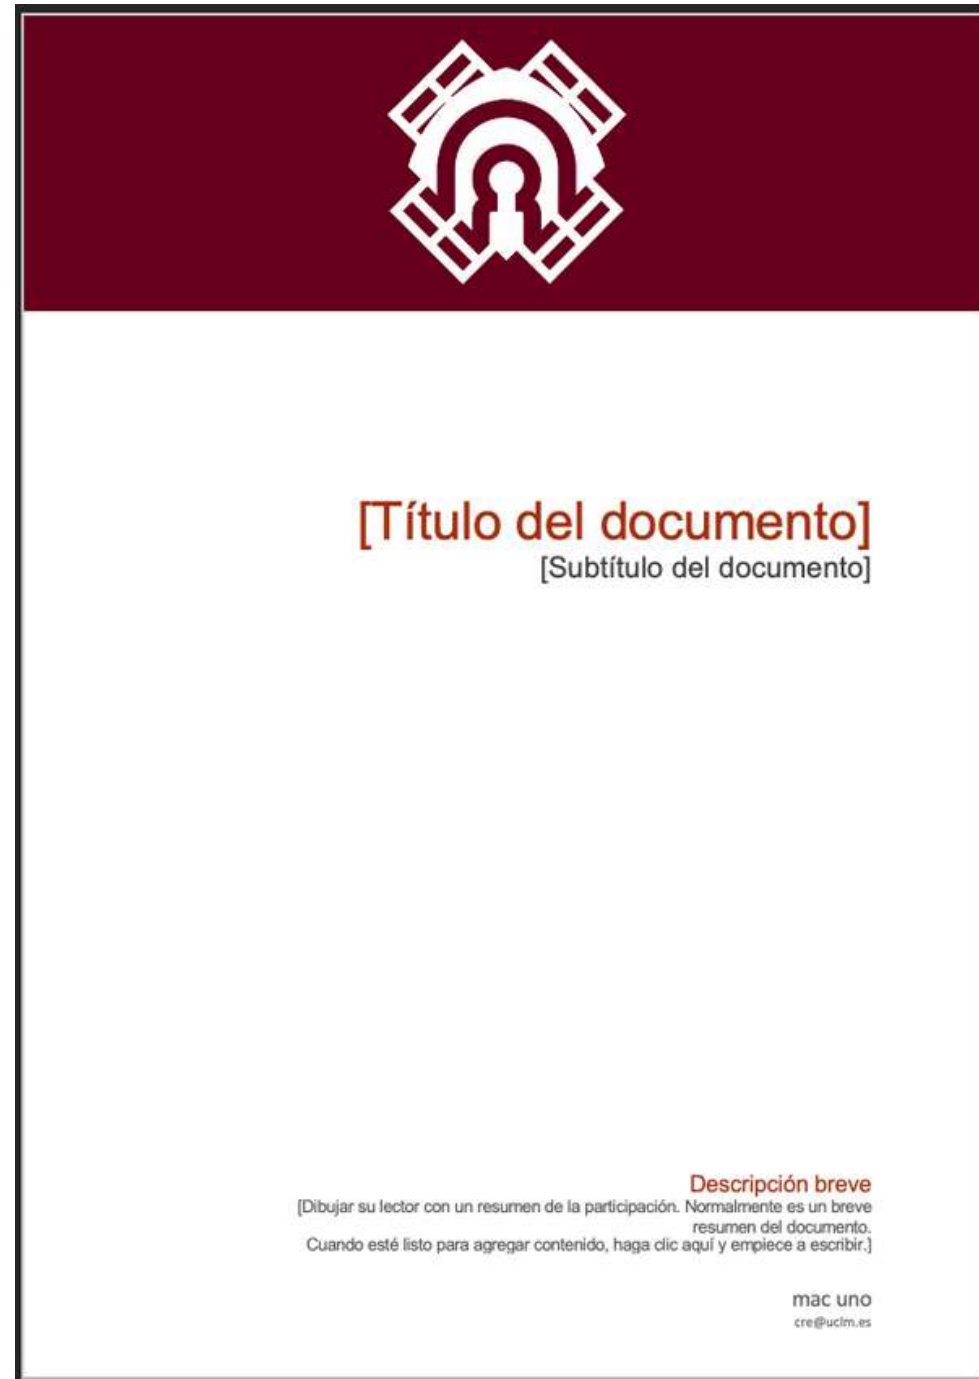 [Título del documento]
[Subtítulo del documento]
Descripción breve
[Dibujar su lector con un resumen de la participación. Normalmente es un breve
resumen del documento.
Cuando esté listo para agregar contenido, haga clic aquí y empiece a escribir.]
mac uno
cre@uclm.es